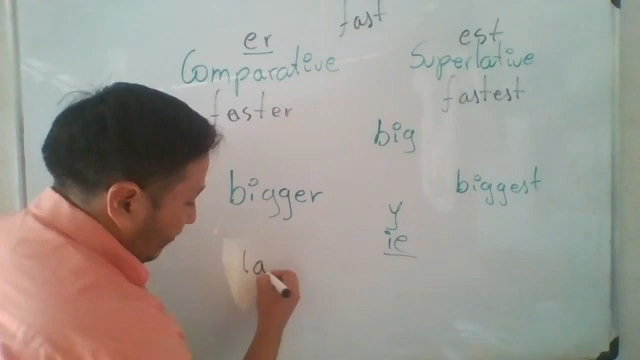 fast
er est
Comparative Superlative
faster fastest
big
bigger biggest
y
ie
la